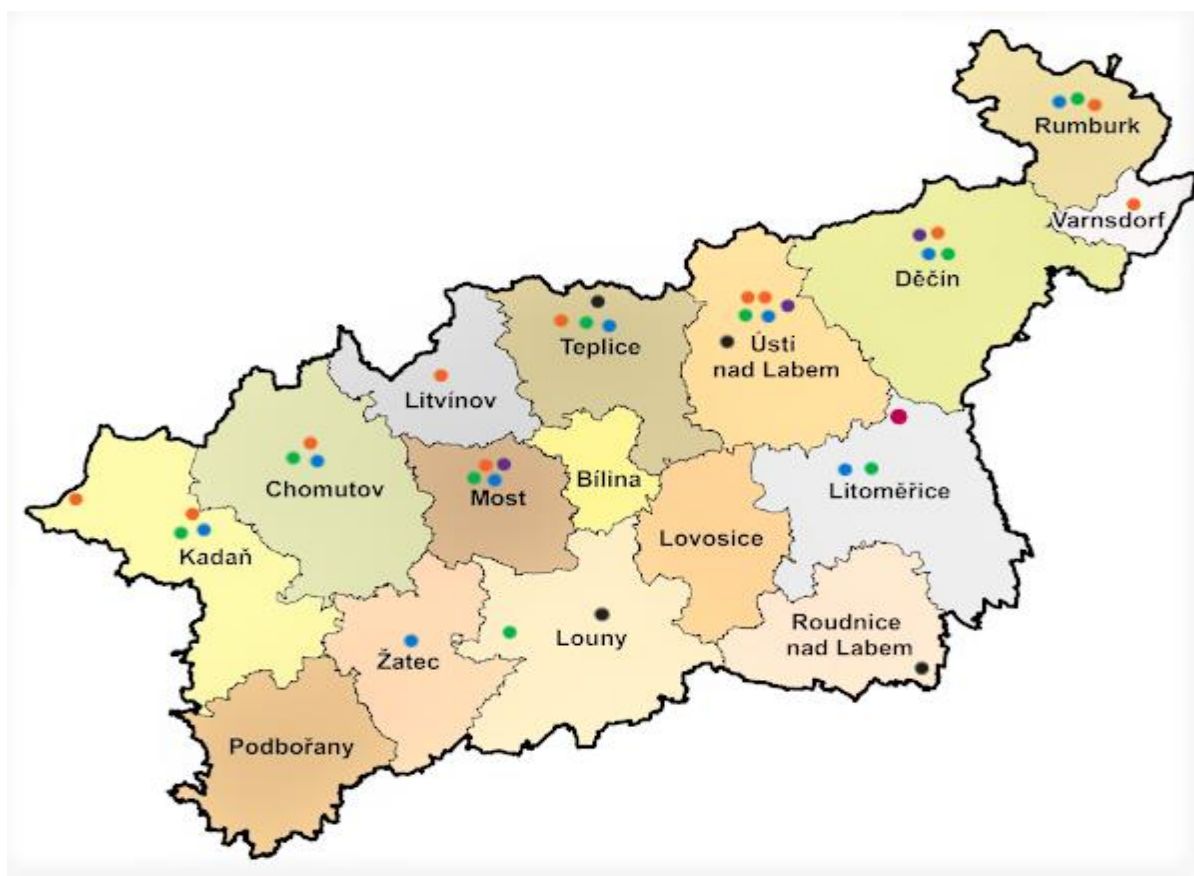 Rumburk
Varnsdorf
Děčín
Ústí
nad Labem
Teplice
Litvínov
Litoměřice
Bílina
Chomutov
Most
Lovosice
Kadaň
Roudnice
nad Labem
Louny
Žatec
Podbořany